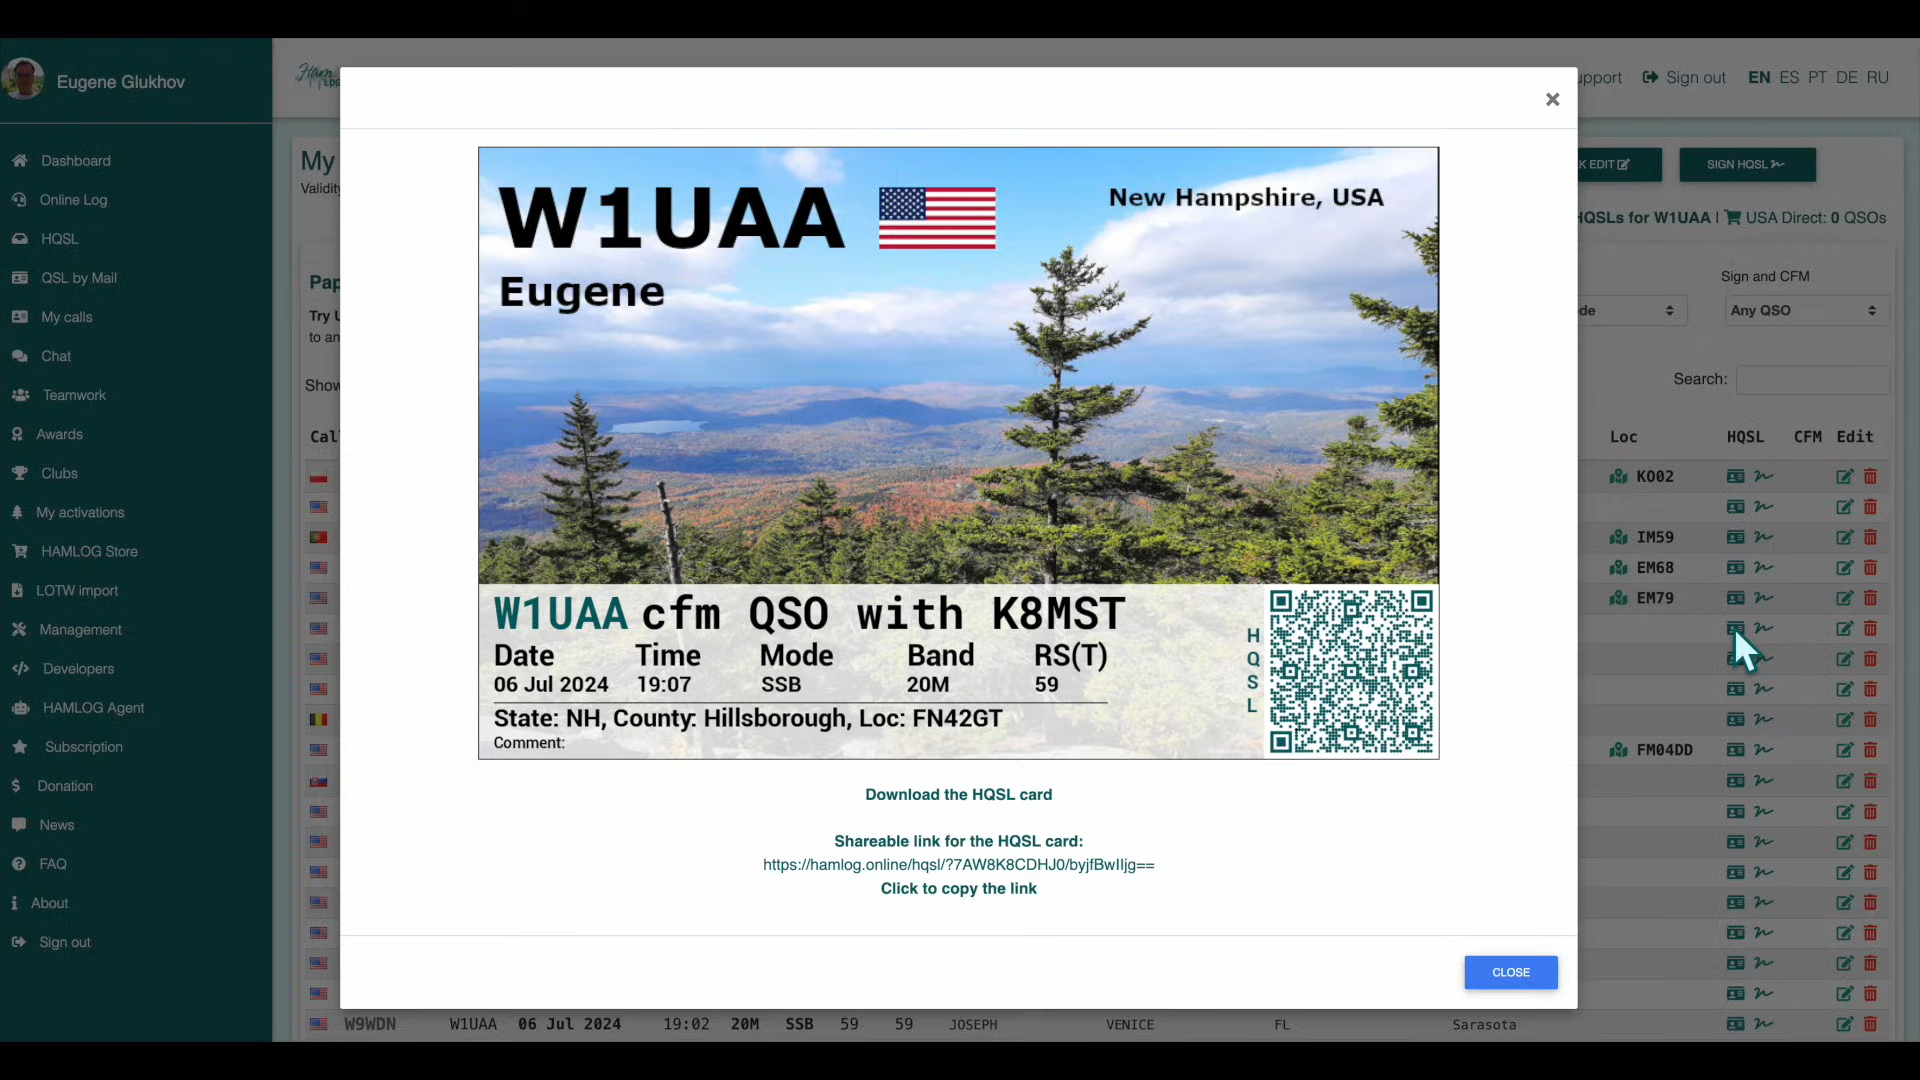 Eugene Glukhov
Dashboard
Online Log
HQSL
QSL by Mail
My calls
Chat
Teamwork
Awards
Clubs
My activations
HAMLOG Store
LOTW import
Management
Developers
HAMLOG Agent
Subscription
Donation
News
FAQ
About
Sign out
Ham
Sign out
EN ES PT DE RU
My
SIGN HQSL
HQSLs for W1UAA | USA Direct: 0 QSOs
Sign and CFM
Any QSO
Search:
Loc HQSL CFM Edit
KO02
IM59
EM68
EM79
FM04DD
×
W1UAA
New Hampshire, USA
Eugene
W1UAA cfm QSO with K8MST
Date Time Mode Band RS(T)
06 Jul 2024 19:07 SSB 20M 59
State: NH, County: Hillsborough, Loc: FN42GT
Comment:
H
Q
S
L
Download the HQSL card
Shareable link for the HQSL card:
https://hamlog.online/hqsl/?7AW8K8CDHJ0/byjfBwIIjg==
Click to copy the link
CLOSE
W9WDN W1UAA 06 Jul 2024 19:02 20M SSB 59 59 JOSEPH VENICE FL Sarasota